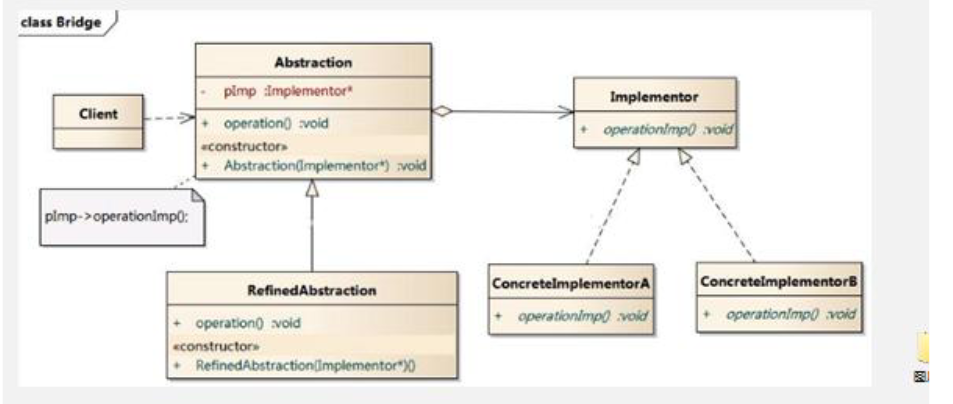 class Bridge
Abstraction
- pImp :Implementor*
+ operation() :void
«constructor»
+ Abstraction(Implementor*) :void
Client
pImp->operationImp();
Implementor
+ operationImp() :void
RefinedAbstraction
+ operation() :void
«constructor»
+ RefinedAbstraction(Implementor*)()
ConcreteImplementorA
+ operationImp() :void
ConcreteImplementorB
+ operationImp() :void